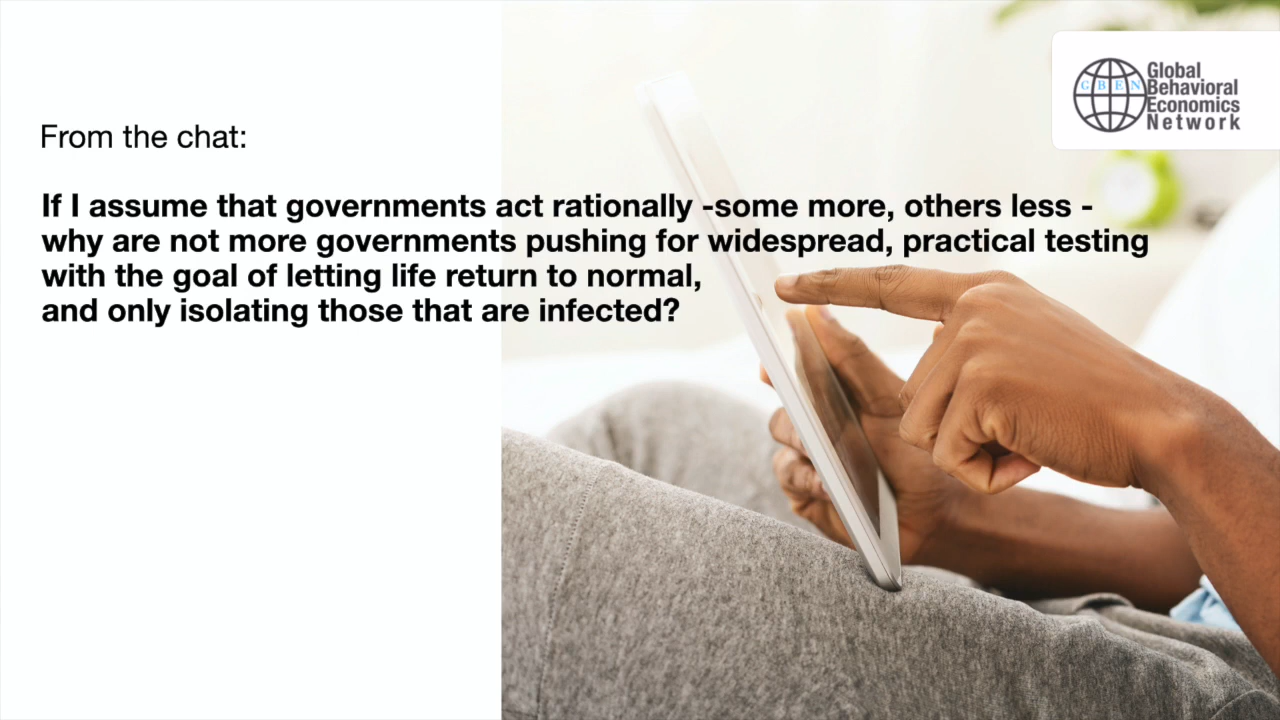 From the chat:
If I assume that governments act rationally -some more, others less -
why are not more governments pushing for widespread, practical testing
with the goal of letting life return to normal,
and only isolating those that are infected?
G B E N
Global
Behavioral
Economics
Network